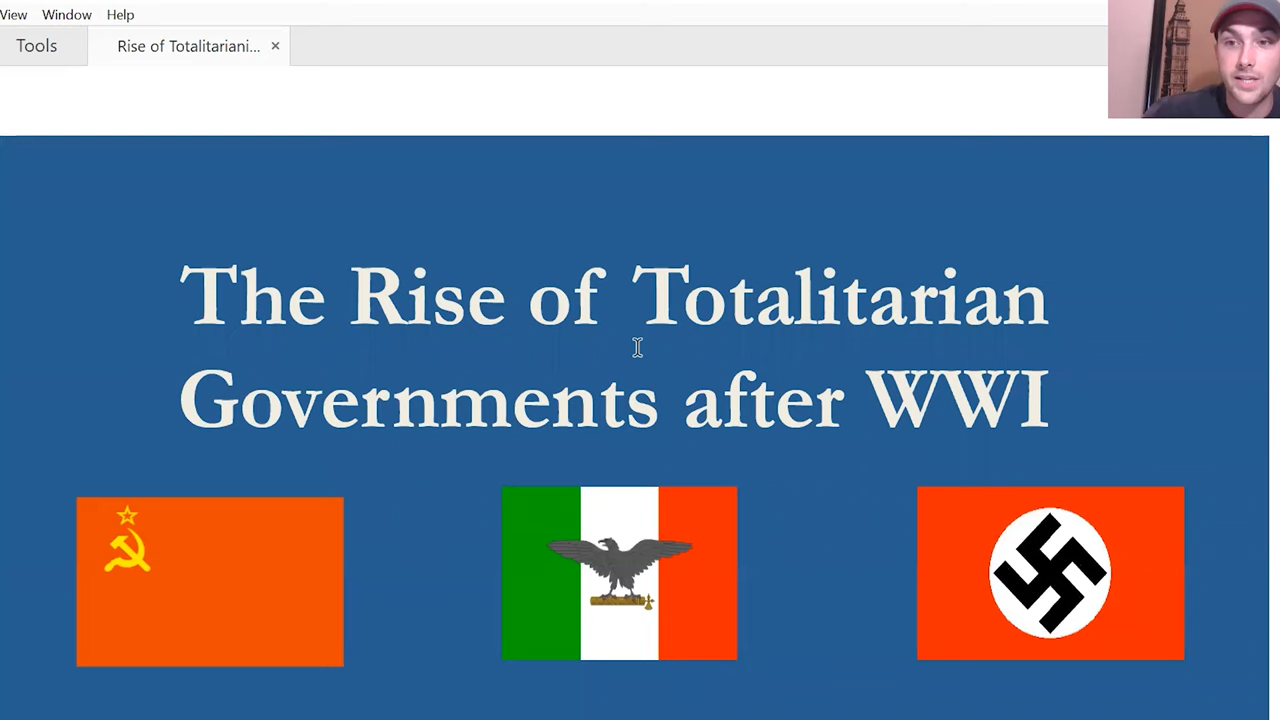 View Window Help
Tools Rise of Totalitariani... ×
The Rise of Totalitarian
Governments after WWI